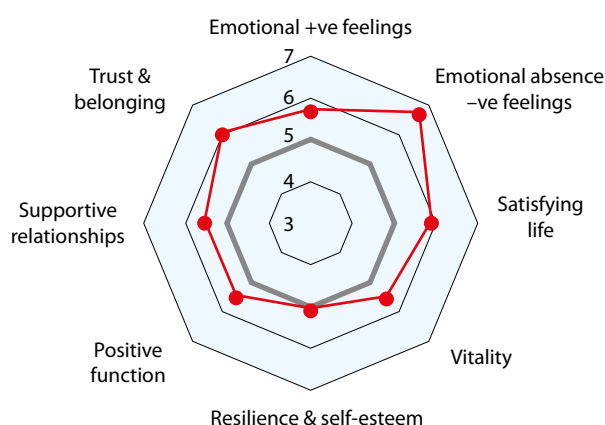 Emotional +ve feelings
7
Trust &
belonging
6
Emotional absence
–ve feelings
5
4
Supportive
relationships
3
Satisfying
life
Positive
function
Vitality
Resilience & self-esteem